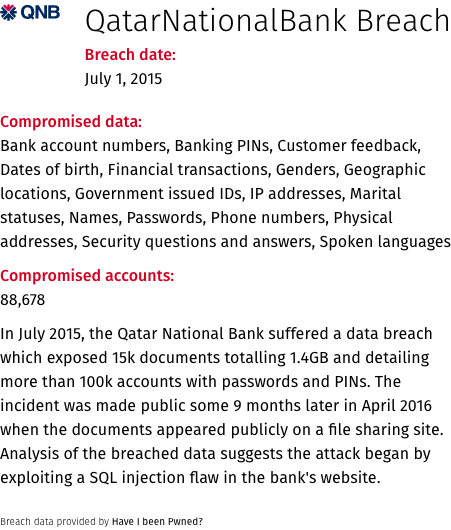 QNB
QatarNationalBank Breach
Breach date:
July 1, 2015
Compromised data:
Bank account numbers, Banking PINs, Customer feedback,
Dates of birth, Financial transactions, Genders, Geographic
locations, Government issued IDs, IP addresses, Marital
statuses, Names, Passwords, Phone numbers, Physical
addresses, Security questions and answers, Spoken languages
Compromised accounts:
88,678
In July 2015, the Qatar National Bank suffered a data breach
which exposed 15k documents totalling 1.4GB and detailing
more than 100k accounts with passwords and PINs. The
incident was made public some 9 months later in April 2016
when the documents appeared publicly on a file sharing site.
Analysis of the breached data suggests the attack began by
exploiting a SQL injection flaw in the bank's website.
Breach data provided by Have I been Pwned?